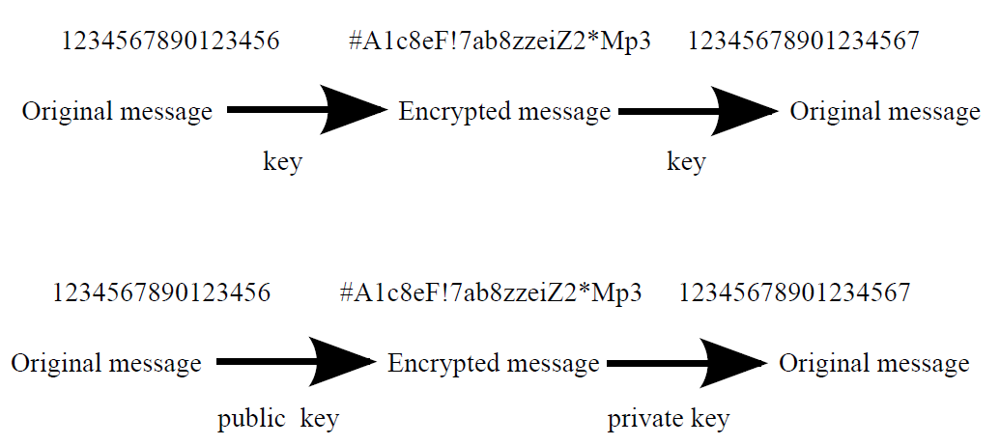 1234567890123456 #A1c8eF!7ab8zzeiZ2*Mp3 12345678901234567
Original message Encrypted message Original message
key key
1234567890123456 #A1c8eF!7ab8zzeiZ2*Mp3 12345678901234567
Original message Encrypted message Original message
public key private key